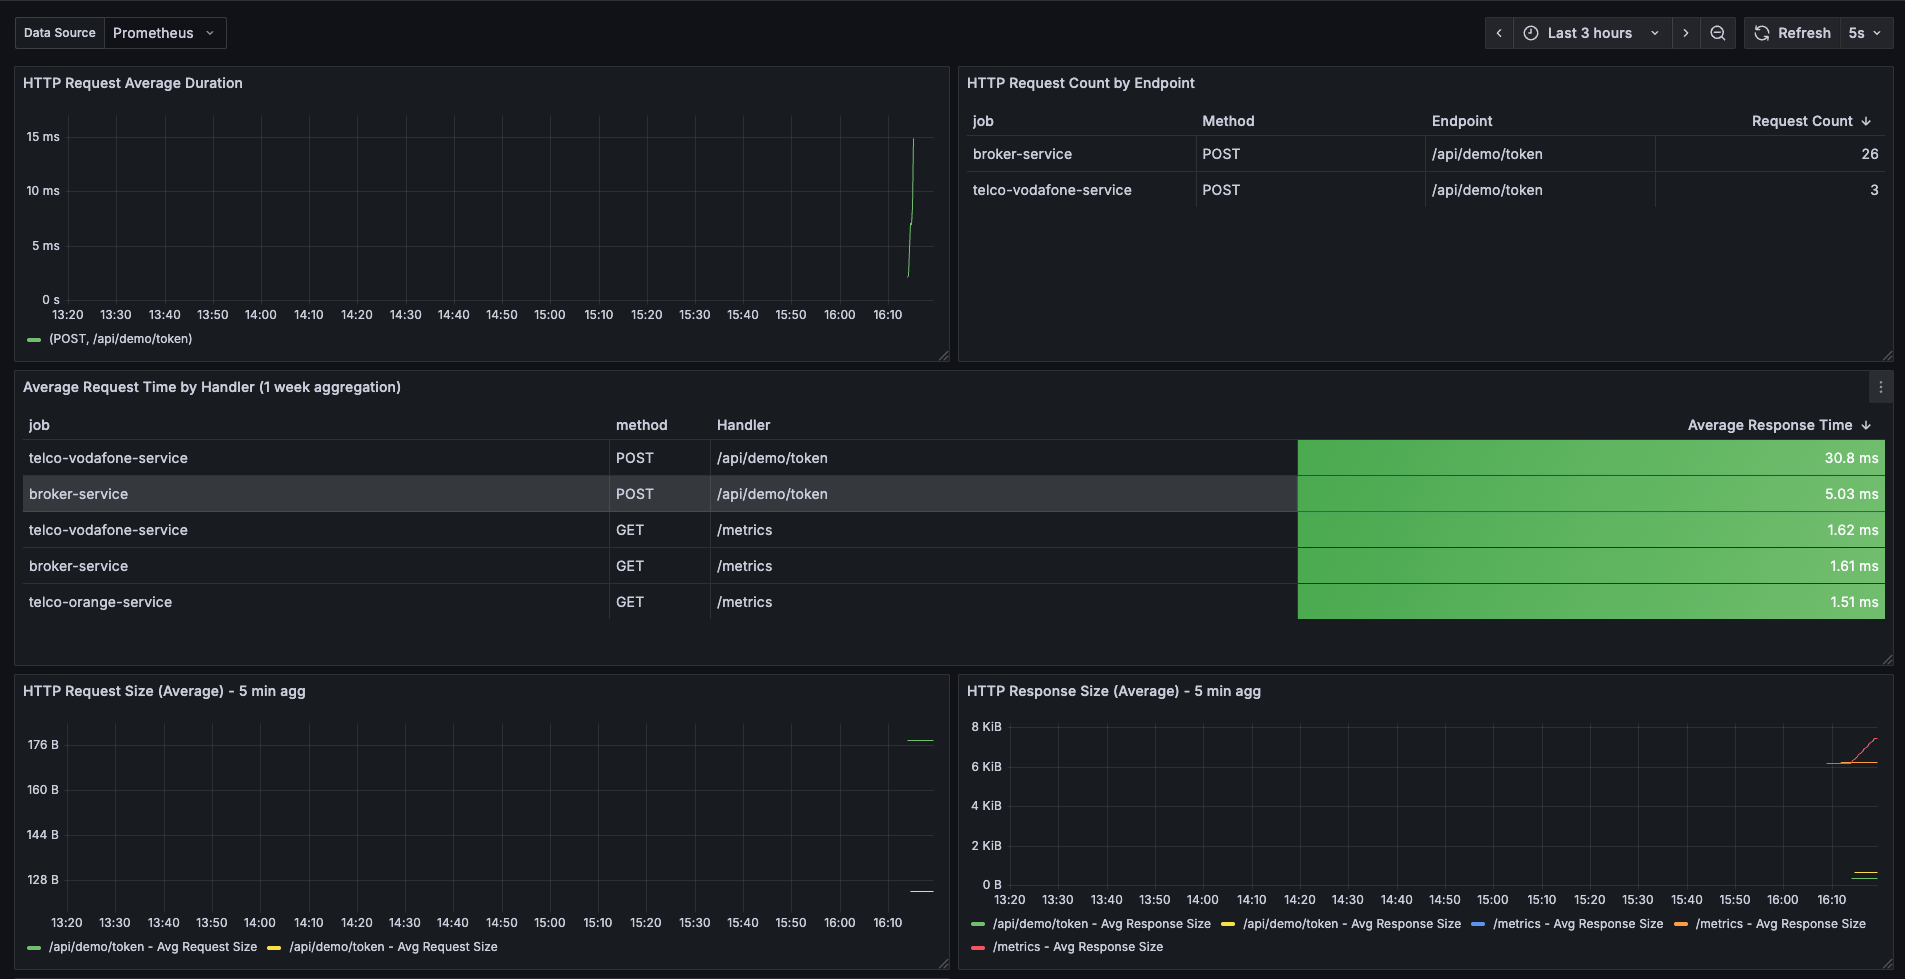 Data Source Prometheus Last 3 hours Refresh 5s
HTTP Request Average Duration
15 ms
10 ms
5 ms
0 s
13:20 13:30 13:40 13:50 14:00 14:10 14:20 14:30 14:40 14:50 15:00 15:10 15:20 15:30 15:40 15:50 16:00 16:10
(POST, /api/demo/token)
HTTP Request Count by Endpoint
job Method Endpoint Request Count
broker-service POST /api/demo/token 26
telco-vodafone-service POST /api/demo/token 3
Average Request Time by Handler (1 week aggregation)
job method Handler Average Response Time
telco-vodafone-service POST /api/demo/token 30.8 ms
broker-service POST /api/demo/token 5.03 ms
telco-vodafone-service GET /metrics 1.62 ms
broker-service GET /metrics 1.61 ms
telco-orange-service GET /metrics 1.51 ms
HTTP Request Size (Average) - 5 min agg
176 B
160 B
144 B
128 B
13:20 13:30 13:40 13:50 14:00 14:10 14:20 14:30 14:40 14:50 15:00 15:10 15:20 15:30 15:40 15:50 16:00 16:10
/api/demo/token - Avg Request Size /api/demo/token - Avg Request Size
HTTP Response Size (Average) - 5 min agg
8 KiB
6 KiB
4 KiB
2 KiB
0 B
13:20 13:30 13:40 13:50 14:00 14:10 14:20 14:30 14:40 14:50 15:00 15:10 15:20 15:30 15:40 15:50 16:00 16:10
/api/demo/token - Avg Response Size /api/demo/token - Avg Response Size /metrics - Avg Response Size /metrics - Avg Response Size
/metrics - Avg Response Size